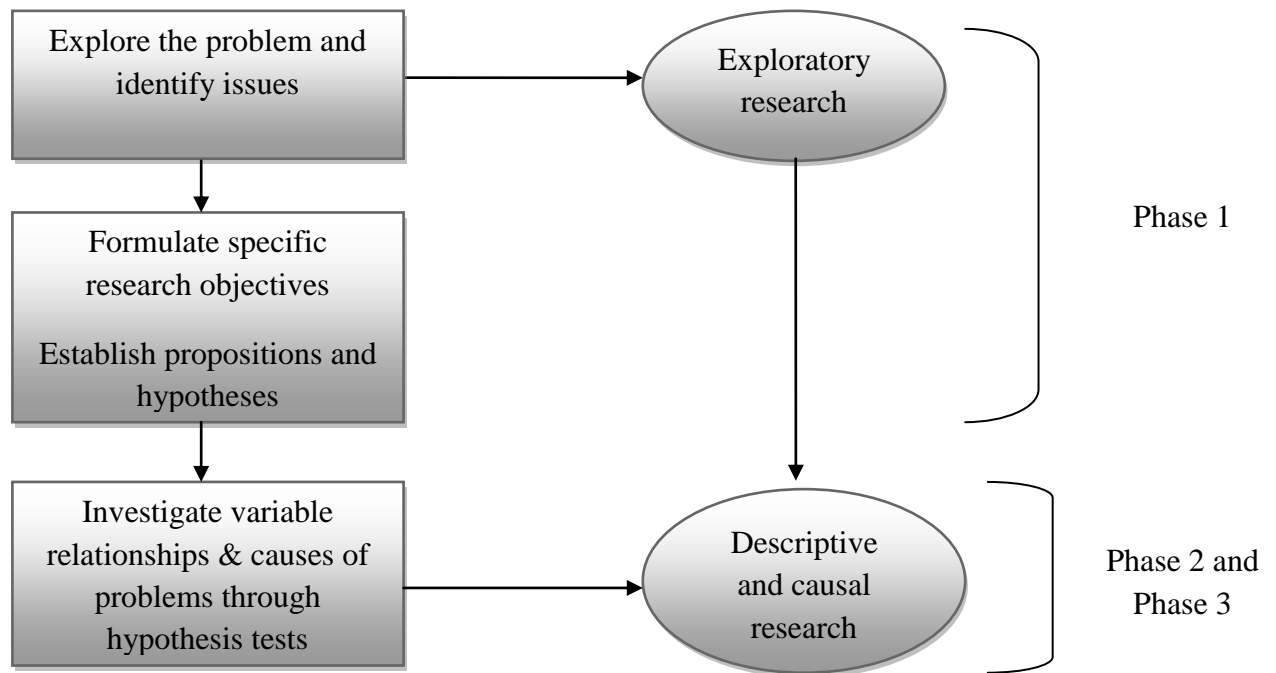 Explore the problem and
identify issues
Exploratory
research
Phase 1
Formulate specific
research objectives
Establish propositions and
hypotheses
Investigate variable
relationships & causes of
problems through
hypothesis tests
Descriptive
and causal
research
Phase 2 and
Phase 3